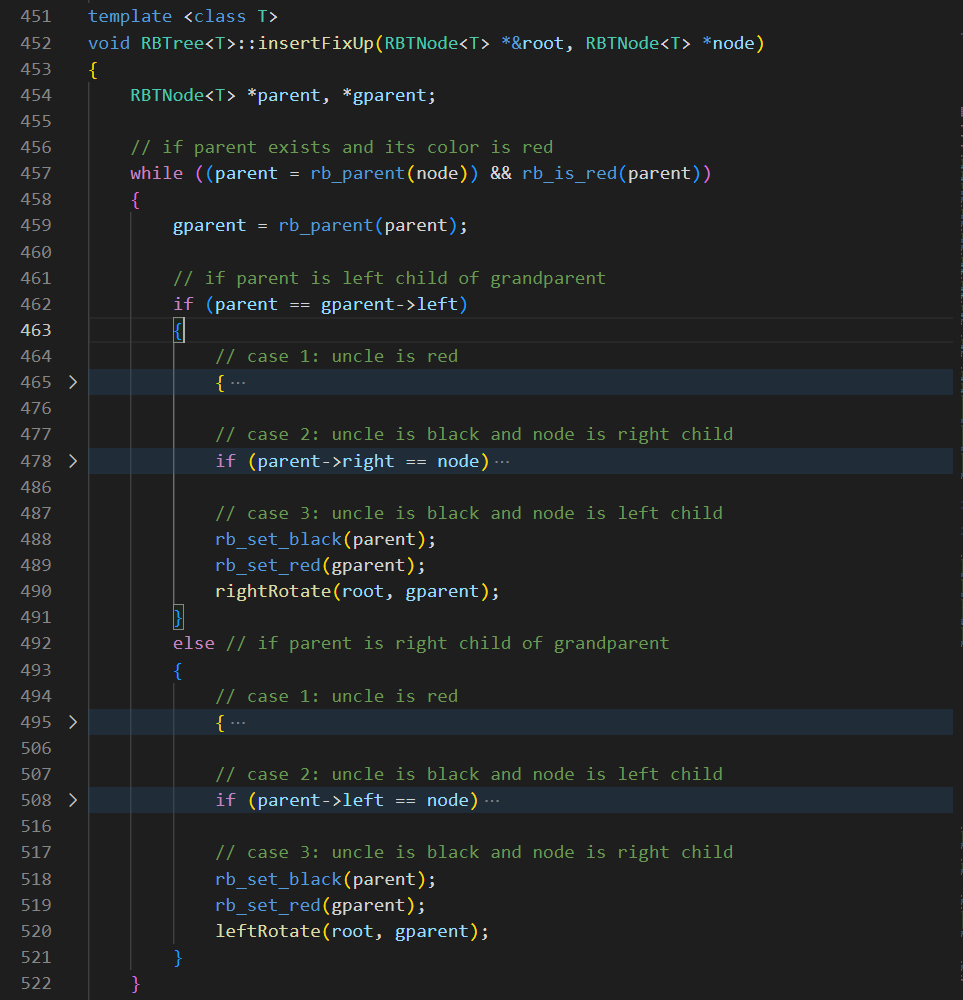 451 template <class T>
452 void RBTree<T>::insertFixUp(RBTNode<T> *&root, RBTNode<T> *node)
453 {
454     RBTNode<T> *parent, *gparent;
455
456     // if parent exists and its color is red
457     while ((parent = rb_parent(node)) && rb_is_red(parent))
458     {
459         gparent = rb_parent(parent);
460
461         // if parent is left child of grandparent
462         if (parent == gparent->left)
463         {
464             // case 1: uncle is red
465 >             { ···
476
477             // case 2: uncle is black and node is right child
478 >             if (parent->right == node) ···
486
487             // case 3: uncle is black and node is left child
488             rb_set_black(parent);
489             rb_set_red(gparent);
490             rightRotate(root, gparent);
491         }
492         else // if parent is right child of grandparent
493         {
494             // case 1: uncle is red
495 >             { ···
506
507             // case 2: uncle is black and node is left child
508 >             if (parent->left == node) ···
516
517             // case 3: uncle is black and node is right child
518             rb_set_black(parent);
519             rb_set_red(gparent);
520             leftRotate(root, gparent);
521         }
522     }